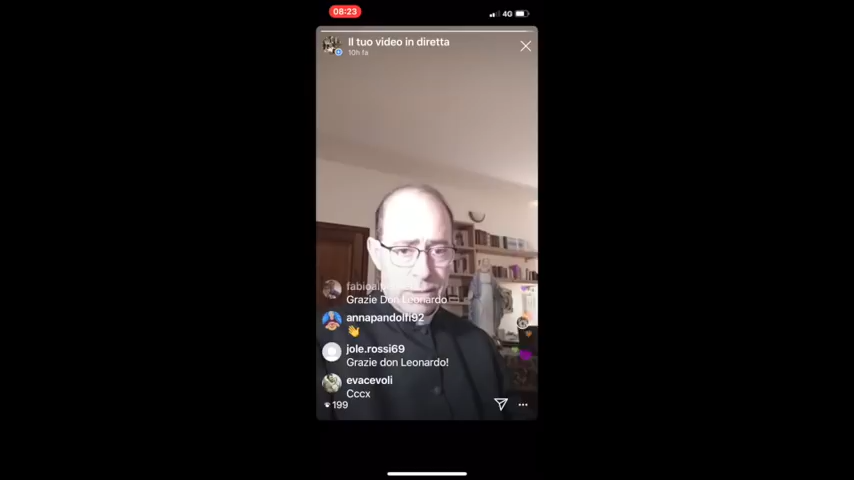 08:23
4G
Il tuo video in diretta
10h fa
Grazie Don Leonardo
annapandolfi92
👋
jole.rossi69
Grazie don Leonardo!
evacevoli
Cccx
199